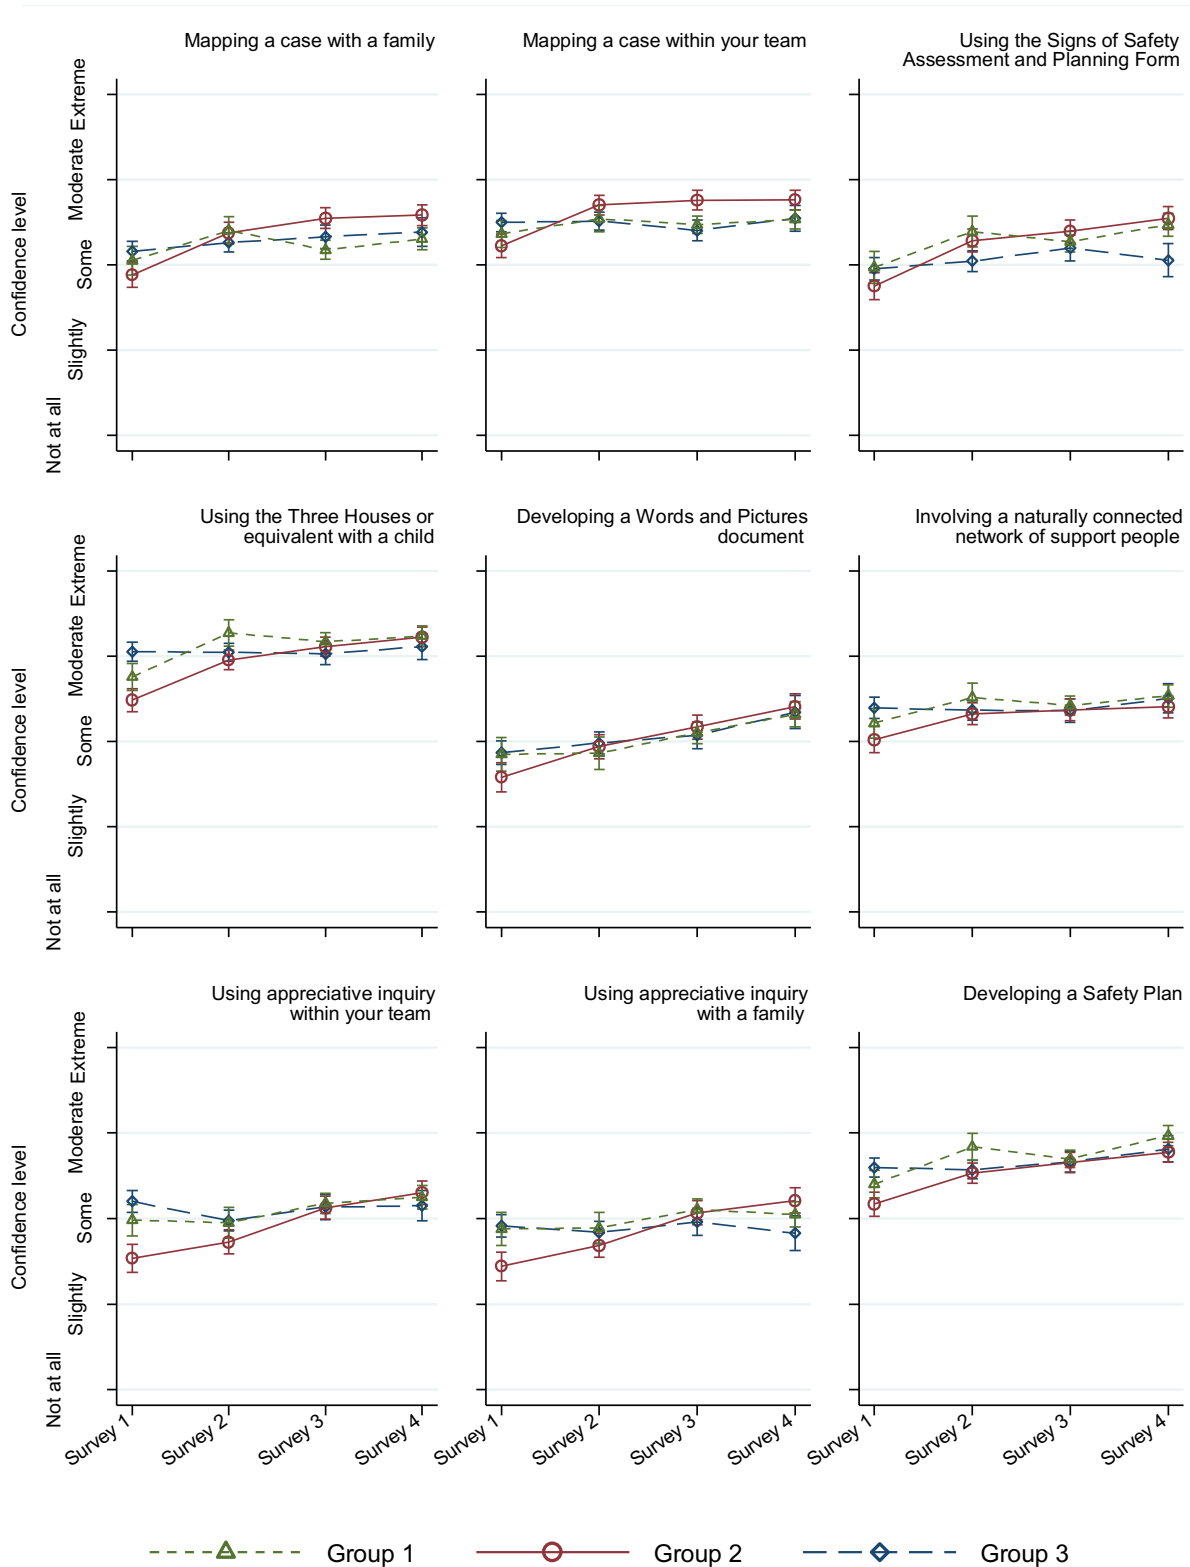 Mapping a case with a family
Mapping a case within your team
Using the Signs of Safety
Assessment and Planning Form
Confidence level
Not at all
Slightly
Some
Moderate
Extreme
Using the Three Houses or
equivalent with a child
Developing a Words and Pictures
document
Involving a naturally connected
network of support people
Confidence level
Not at all
Slightly
Some
Moderate
Extreme
Using appreciative inquiry
within your team
Using appreciative inquiry
with a family
Developing a Safety Plan
Confidence level
Not at all
Slightly
Some
Moderate
Extreme
Survey 1
Survey 2
Survey 3
Survey 4
Survey 1
Survey 2
Survey 3
Survey 4
Survey 1
Survey 2
Survey 3
Survey 4
Group 1
Group 2
Group 3